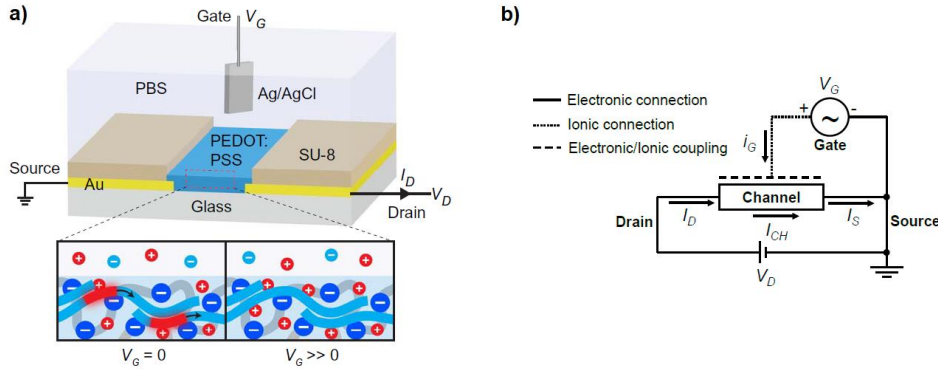 a)
Gate V_G
PBS
Ag/AgCl
PEDOT:
PSS
SU-8
Source
Au
I_D
V_D
Glass
Drain
V_G = 0
V_G >> 0
b)
Electronic connection
Ionic connection
Electronic/Ionic coupling
V_G
+ -
i_G
Gate
Channel
Drain
I_D
I_CH
I_S
Source
V_D